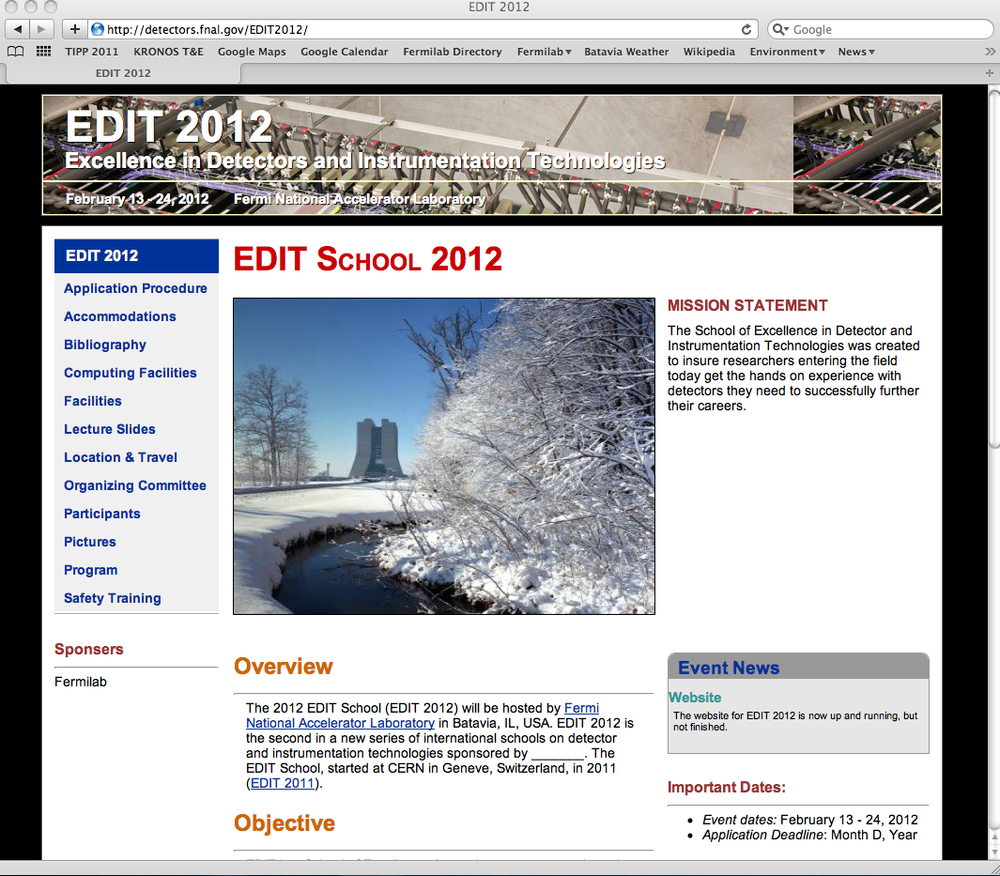 EDIT 2012
http://detectors.fnal.gov/EDIT2012/
Google
TIPP 2011 KRONOS T&E Google Maps Google Calendar Fermilab Directory Fermilab▾ Batavia Weather Wikipedia Environment▾ News▾ »
EDIT 2012
EDIT 2012
Excellence in Detectors and Instrumentation Technologies
February 13 - 24, 2012 Fermi National Accelerator Laboratory
EDIT 2012
Application Procedure
Accommodations
Bibliography
Computing Facilities
Facilities
Lecture Slides
Location & Travel
Organizing Committee
Participants
Pictures
Program
Safety Training
Sponsers
Fermilab
EDIT School 2012
MISSION STATEMENT
The School of Excellence in Detector and
Instrumentation Technologies was created
to insure researchers entering the field
today get the hands on experience with
detectors they need to successfully further
their careers.
Overview
The 2012 EDIT School (EDIT 2012) will be hosted by Fermi
National Accelerator Laboratory in Batavia, IL, USA. EDIT 2012 is
the second in a new series of international schools on detector
and instrumentation technologies sponsored by _______. The
EDIT School, started at CERN in Geneve, Switzerland, in 2011
(EDIT 2011).
Objective
Event News
Website
The website for EDIT 2012 is now up and running, but
not finished.
Important Dates:
• Event dates: February 13 - 24, 2012
• Application Deadline: Month D, Year